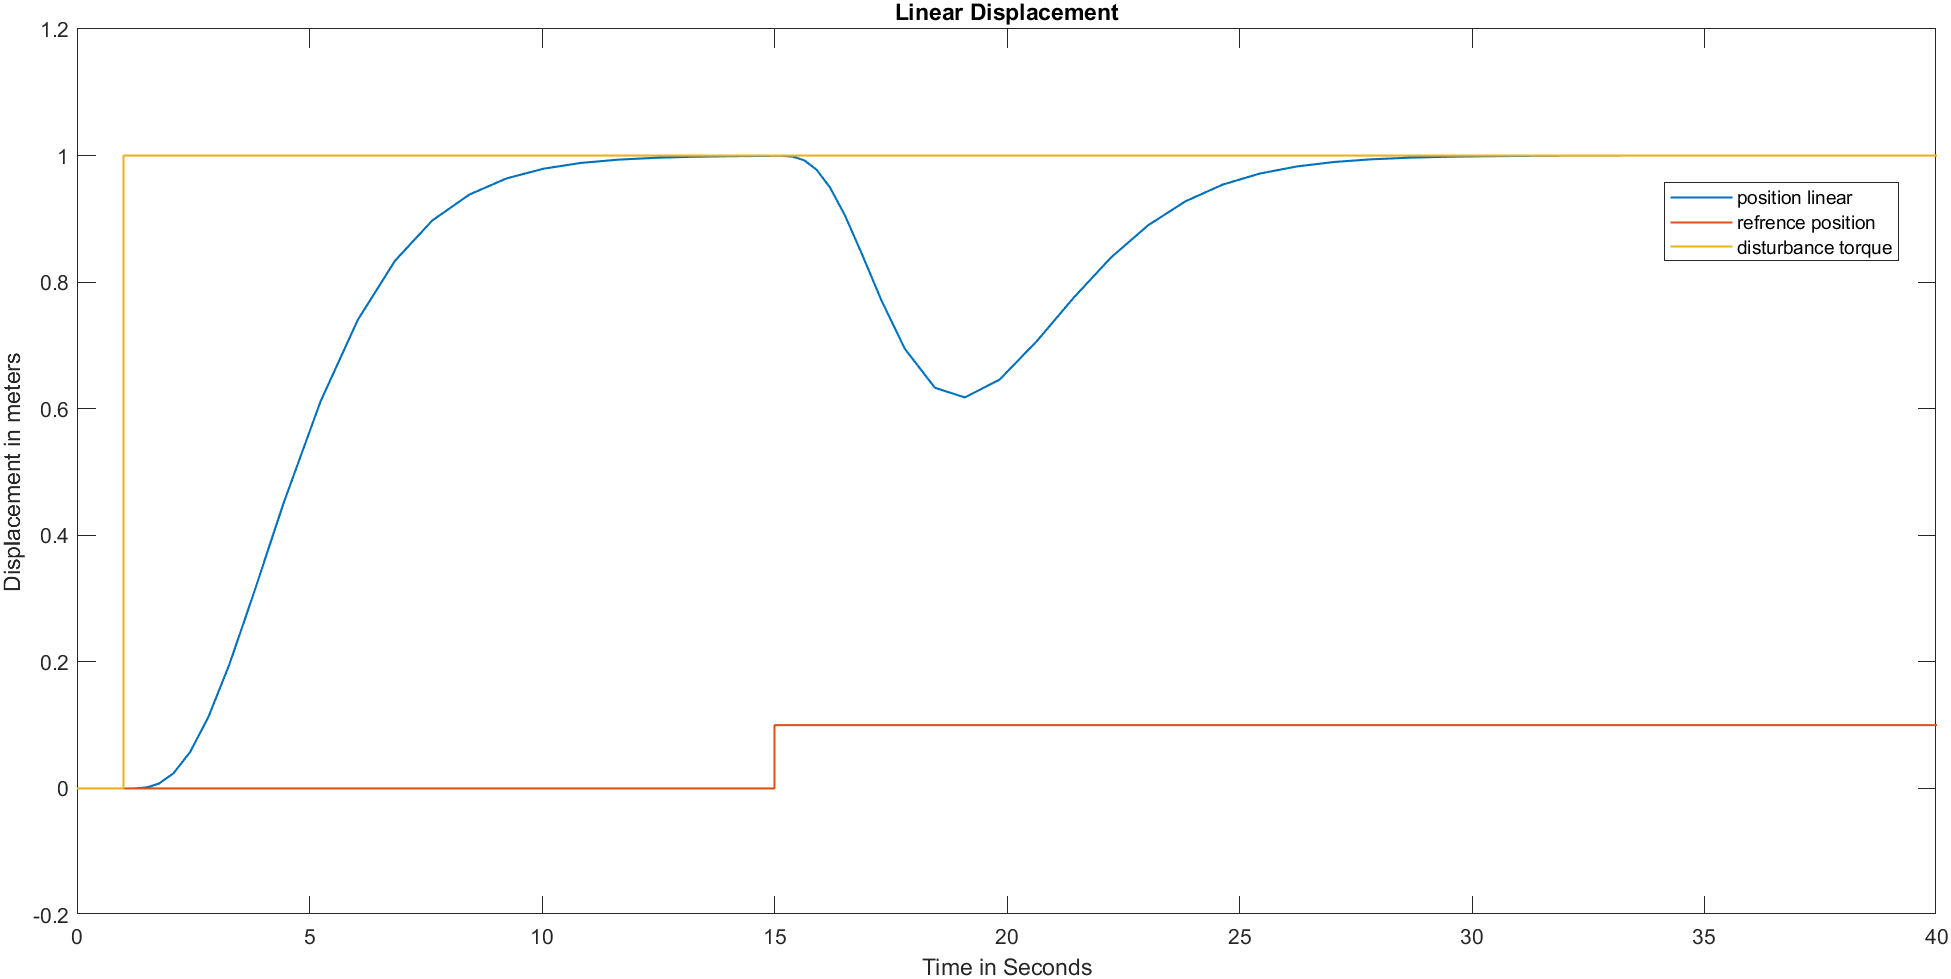 Linear Displacement
1.2
1
0.8
0.6
0.4
0.2
0
-0.2
Displacement in meters
position linear
refrence position
disturbance torque
0 5 10 15 20 25 30 35 40
Time in Seconds